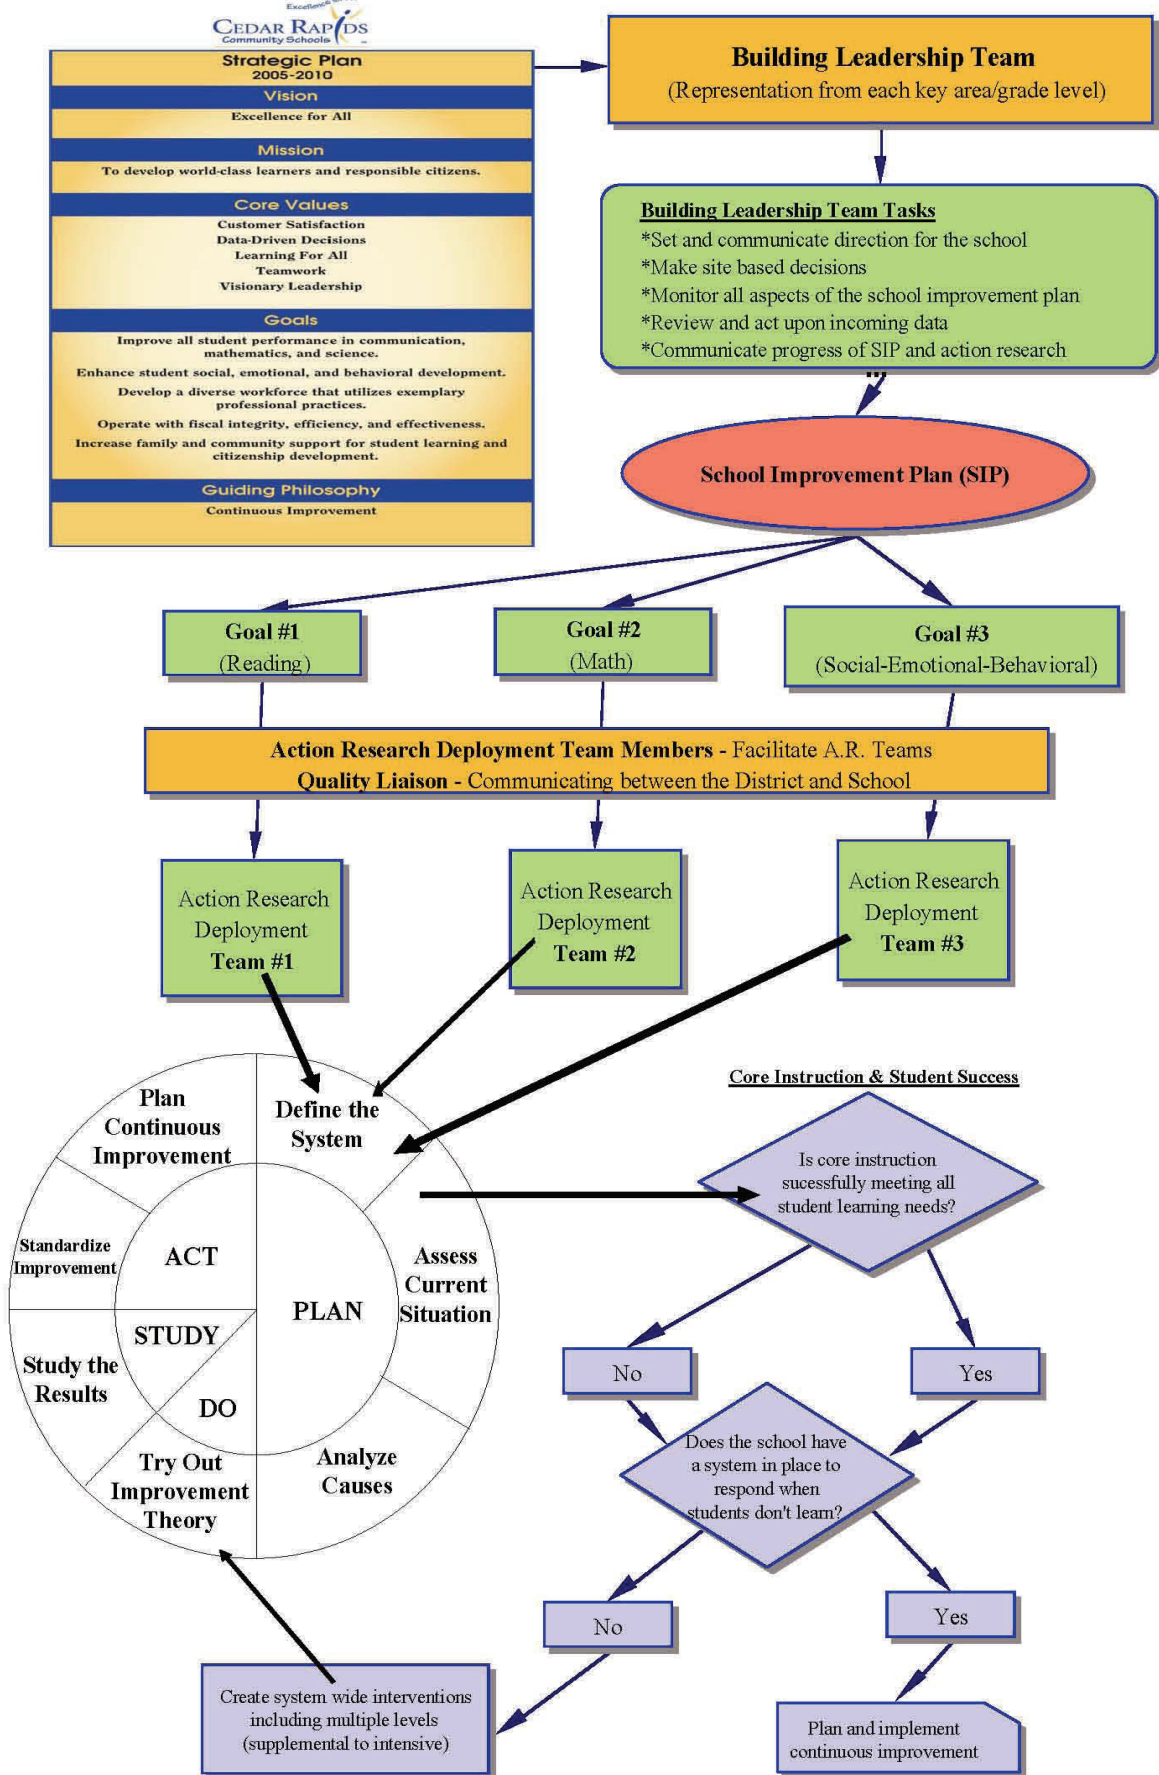 Excellence
CEDAR RAPIDS
Community Schools
Strategic Plan
2005-2010
Vision
Excellence for All
Mission
To develop world-class learners and responsible citizens.
Core Values
Customer Satisfaction
Data-Driven Decisions
Learning For All
Teamwork
Visionary Leadership
Goals
Improve all student performance in communication,
mathematics, and science.
Enhance student social, emotional, and behavioral development.
Develop a diverse workforce that utilizes exemplary
professional practices.
Operate with fiscal integrity, efficiency, and effectiveness.
Increase family and community support for student learning and
citizenship development.
Guiding Philosophy
Continuous Improvement
Building Leadership Team
(Representation from each key area/grade level)
Building Leadership Team Tasks
*Set and communicate direction for the school
*Make site based decisions
*Monitor all aspects of the school improvement plan
*Review and act upon incoming data
*Communicate progress of SIP and action research
...
School Improvement Plan (SIP)
Goal #1
(Reading)
Goal #2
(Math)
Goal #3
(Social-Emotional-Behavioral)
Action Research Deployment Team Members - Facilitate A.R. Teams
Quality Liaison - Communicating between the District and School
Action Research
Deployment
Team #1
Action Research
Deployment
Team #2
Action Research
Deployment
Team #3
Plan
Continuous
Improvement
Define the
System
Standardize
Improvement
ACT
PLAN
Assess
Current
Situation
STUDY
Study the
Results
DO
Try Out
Improvement
Theory
Analyze
Causes
Core Instruction & Student Success
Is core instruction
sucessfully meeting all
student learning needs?
No
Yes
Does the school have
a system in place to
respond when
students don't learn?
No
Yes
Create system wide interventions
including multiple levels
(supplemental to intensive)
Plan and implement
continuous improvement